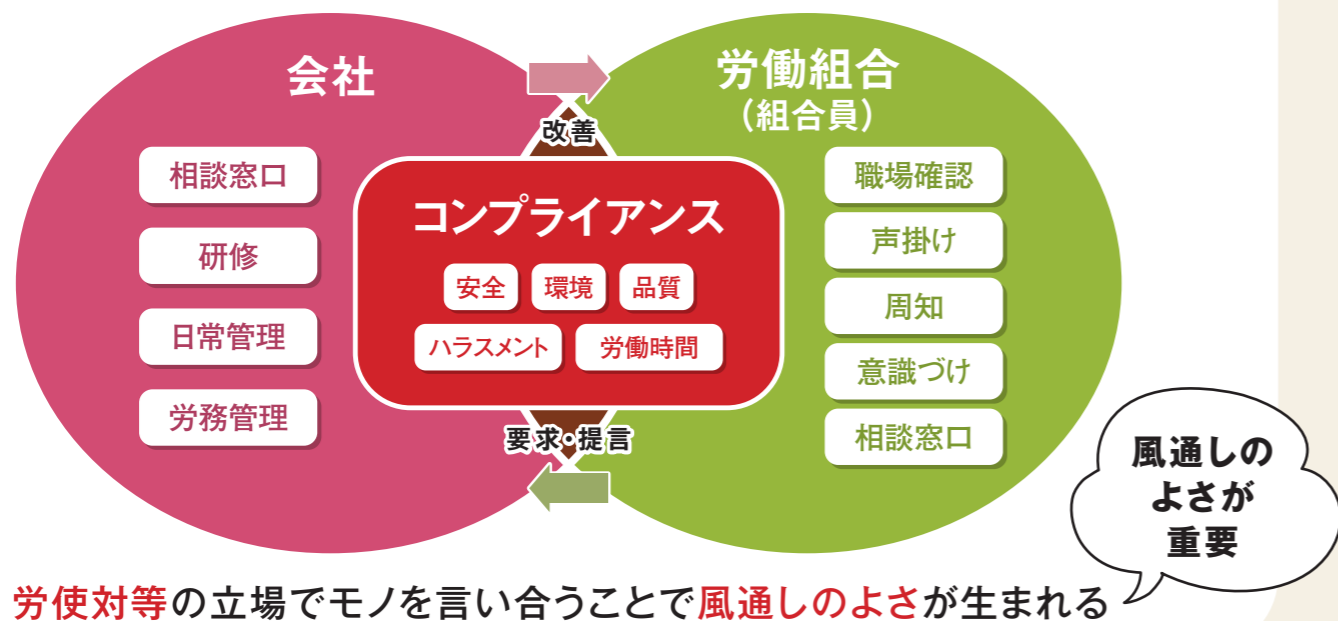 会社
相談窓口
研修
日常管理
労務管理
改善
コンプライアンス
安全 環境 品質
ハラスメント 労働時間
要求・提言
労働組合
（組合員）
職場確認
声掛け
周知
意識づけ
相談窓口
風通しの
よさが
重要
労使対等の立場でモノを言い合うことで風通しのよさが生まれる